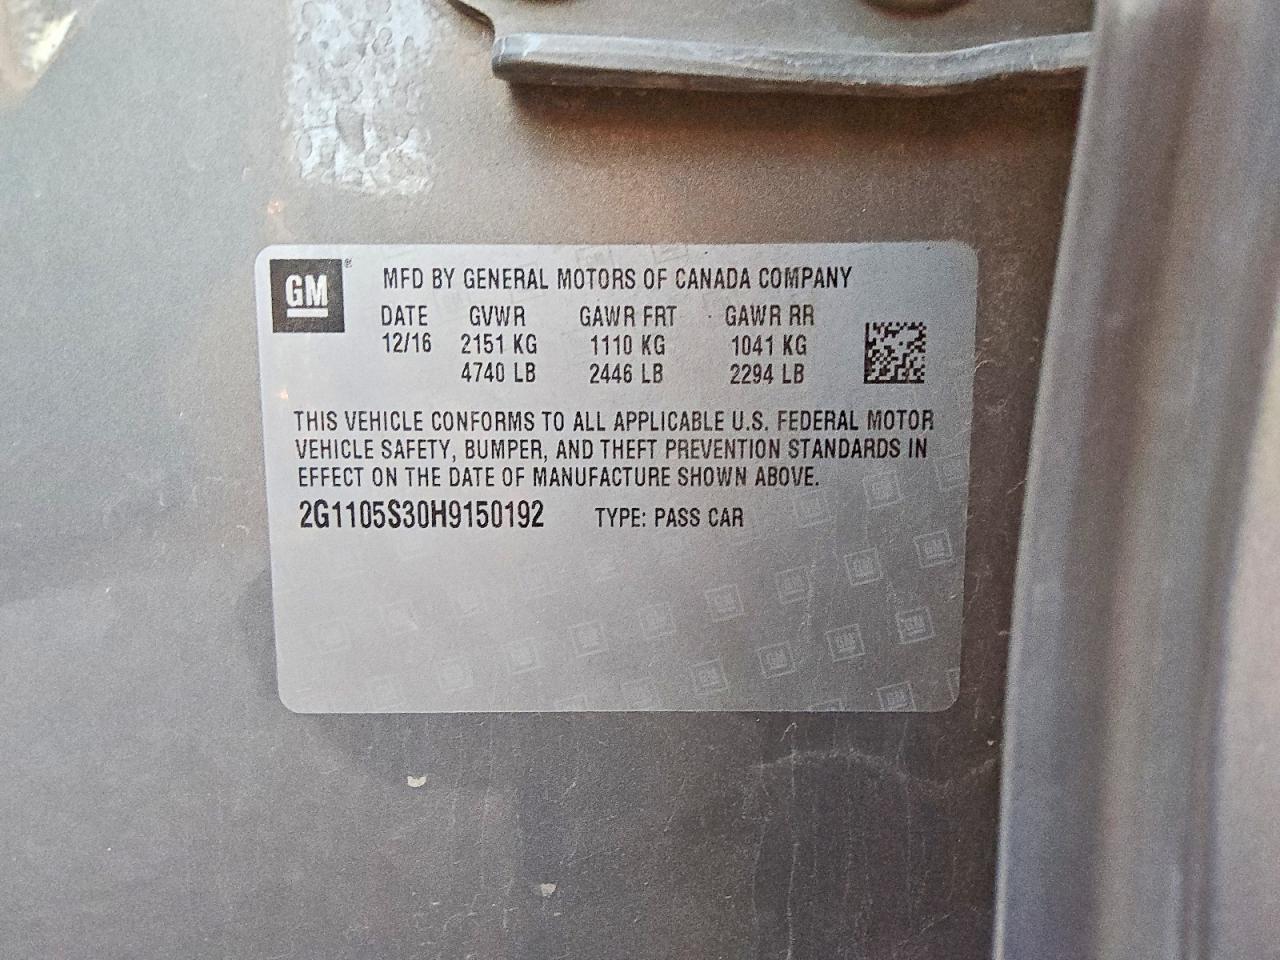 GM®
MFD BY GENERAL MOTORS OF CANADA COMPANY
DATE GVWR GAWR FRT GAWR RR
12/16 2151 KG 1110 KG 1041 KG
4740 LB 2446 LB 2294 LB
THIS VEHICLE CONFORMS TO ALL APPLICABLE U.S. FEDERAL MOTOR
VEHICLE SAFETY, BUMPER, AND THEFT PREVENTION STANDARDS IN
EFFECT ON THE DATE OF MANUFACTURE SHOWN ABOVE.
2G1105S30H9150192 TYPE: PASS CAR